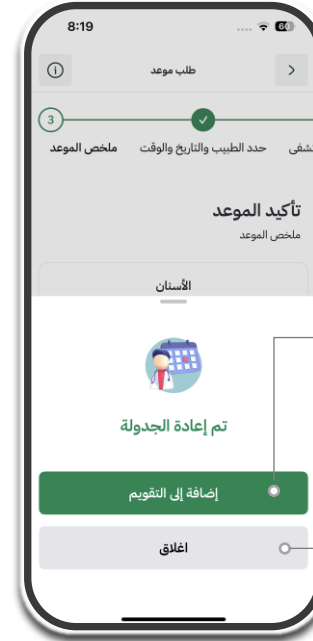 8:19
60
طلب موعد
3
شفى
حدد الطبيب والتاريخ والوقت
ملخص الموعد
تأكيد الموعد
ملخص الموعد
الأسنان
تم إعادة الجدولة
إضافة إلى التقويم
اغلاق